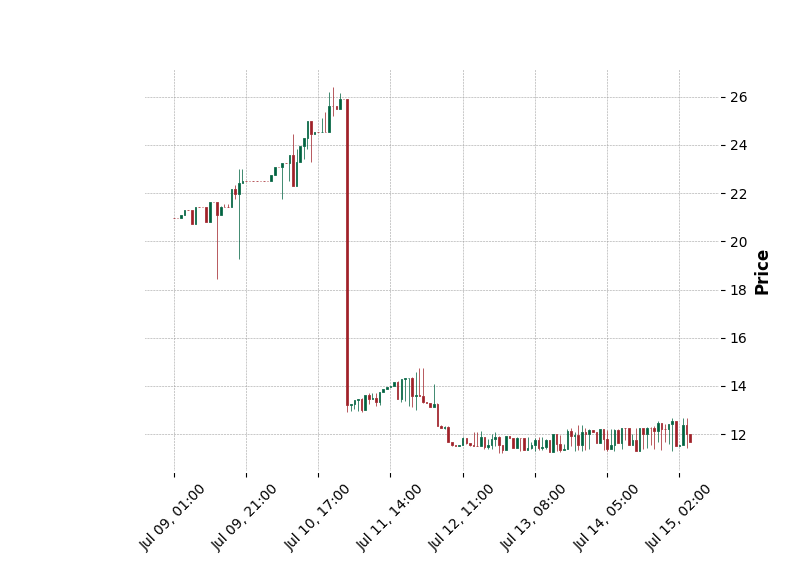 26
24
22
20
18
16
14
12
Price
Jul 09, 01:00
Jul 09, 21:00
Jul 10, 17:00
Jul 11, 14:00
Jul 12, 11:00
Jul 13, 08:00
Jul 14, 05:00
Jul 15, 02:00